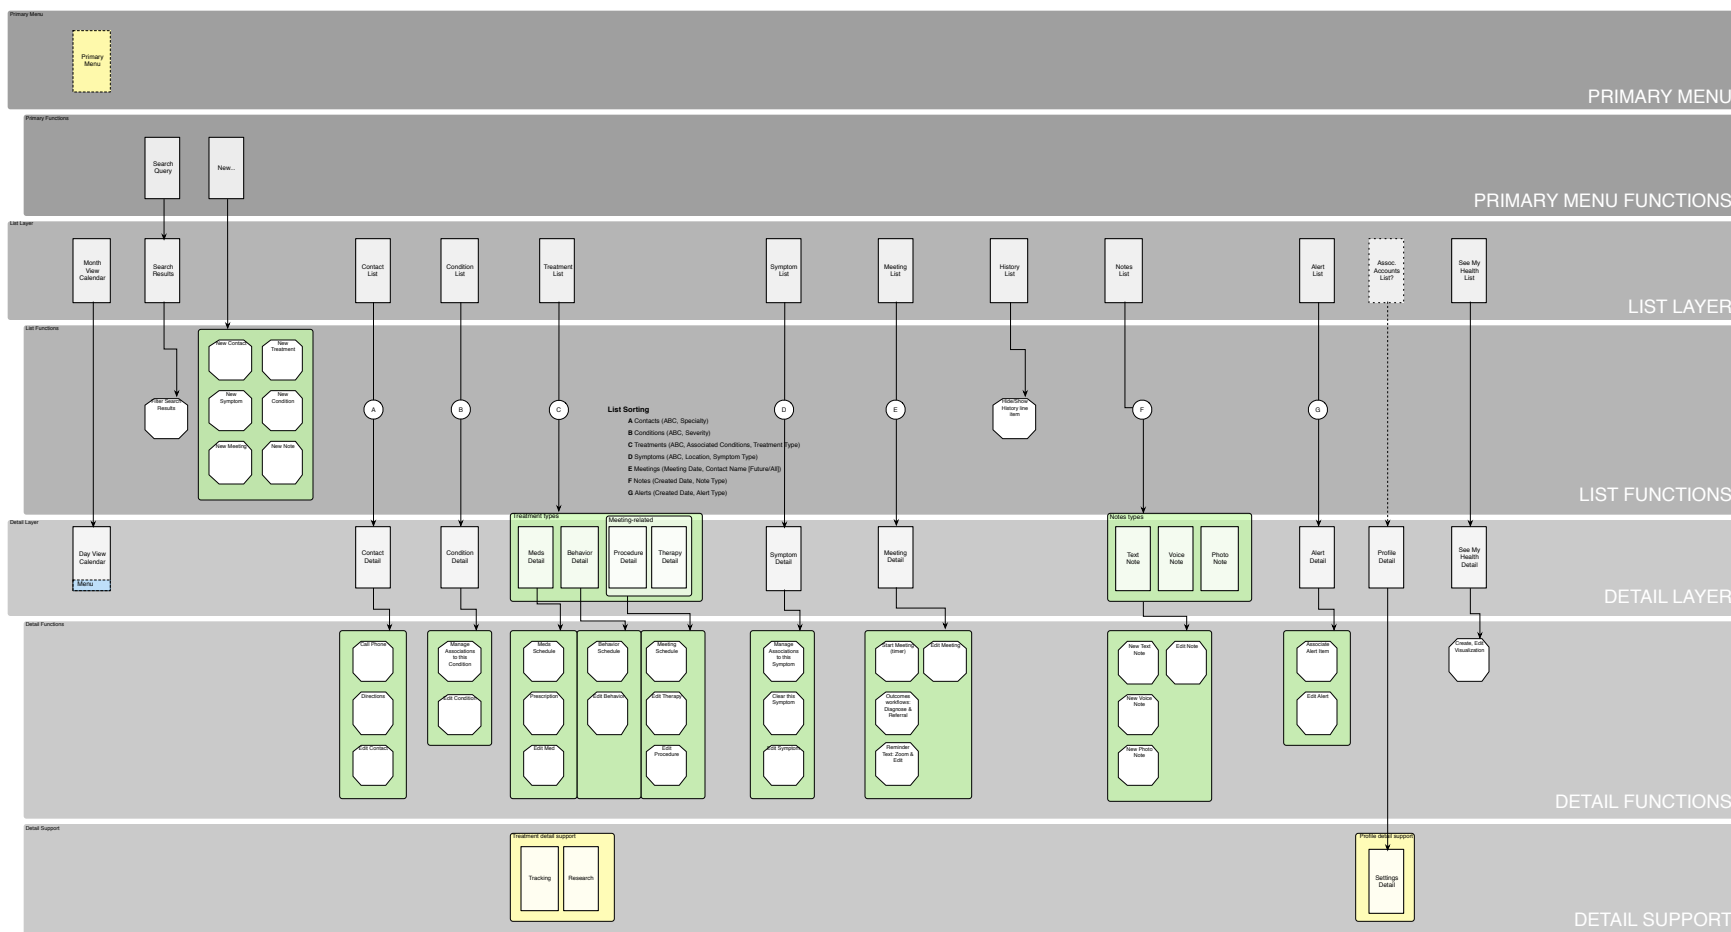 Primary Menu
Primary
Menu
PRIMARY MENU
Primary Functions
Search
Query
New...
PRIMARY MENU FUNCTIONS
List Layer
Month
View
Calendar
Search
Results
Contact
List
Condition
List
Treatment
List
Symptom
List
Meeting
List
History
List
Notes
List
Alert
List
Assoc.
Accounts
List?
See My
Health
List
LIST LAYER
List Functions
New Contact
New
Treatment
New
Symptom
New
Condition
New Meeting
New Note
Filter Search
Results
A
B
C
List Sorting
A Contacts (ABC, Specialty)
B Conditions (ABC, Severity)
C Treatments (ABC, Associated Conditions, Treatment Type)
D Symptoms (ABC, Location, Symptom Type)
E Meetings (Meeting Date, Contact Name [Future/All])
F Notes (Created Date, Note Type)
G Alerts (Created Date, Alert Type)
D
E
Hide/Show
History line
item
F
G
LIST FUNCTIONS
Detail Layer
Day View
Calendar
Menu
Contact
Detail
Condition
Detail
Treatment types
Meds
Detail
Behavior
Detail
Meeting-related
Procedure
Detail
Therapy
Detail
Symptom
Detail
Meeting
Detail
Notes types
Text
Note
Voice
Note
Photo
Note
Alert
Detail
Profile
Detail
See My
Health
Detail
DETAIL LAYER
Detail Functions
Call Phone
Directions
Edit Contact
Manage
Associations
to this
Condition
Edit Condition
Meds
Schedule
Prescription
Edit Med
Behavior
Schedule
Edit Behavior
Meeting
Schedule
Edit Therapy
Edit
Procedure
Manage
Associations
to this
Symptom
Clear this
Symptom
Edit Symptom
Start Meeting
(timer)
Edit Meeting
Outcomes
workflows:
Diagnose &
Referral
Reminder
Text: Zoom &
Edit
New Text
Note
Edit Note
New Voice
Note
New Photo
Note
Associate
Alert Item
Edit Alert
Create, Edit
Visualization
DETAIL FUNCTIONS
Detail Support
Treatment detail support
Tracking
Research
Profile detail support
Settings
Detail
DETAIL SUPPORT